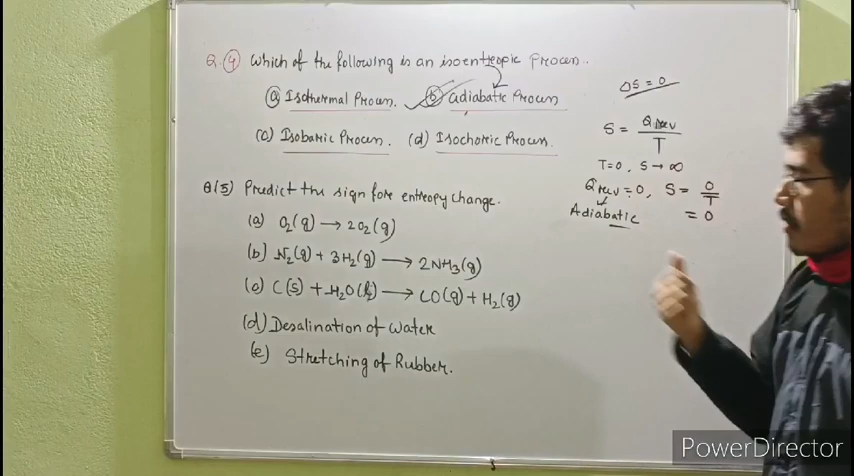 Q.(4) Which of the following is an isoentropic Process.
(a) Isothermal Process. (b) adiabatic Process
(c) Isobaric Process. (d) Isochoric Process.
Q(5) Predict the sign fore entropy change.
(a) O₂(g) → 2O₂(g)
(b) N₂(g) + 3H₂(g) → 2NH₃(g)
(c) C(s) + H₂O(l) → CO(g) + H₂(g)
(d) Desalination of Water
(e) Stretching of Rubber.
ΔS = 0
S = Qrev / T
T=0, S → ∞
Qrev = 0, S = 0/T
Adiabatic = 0
PowerDirector